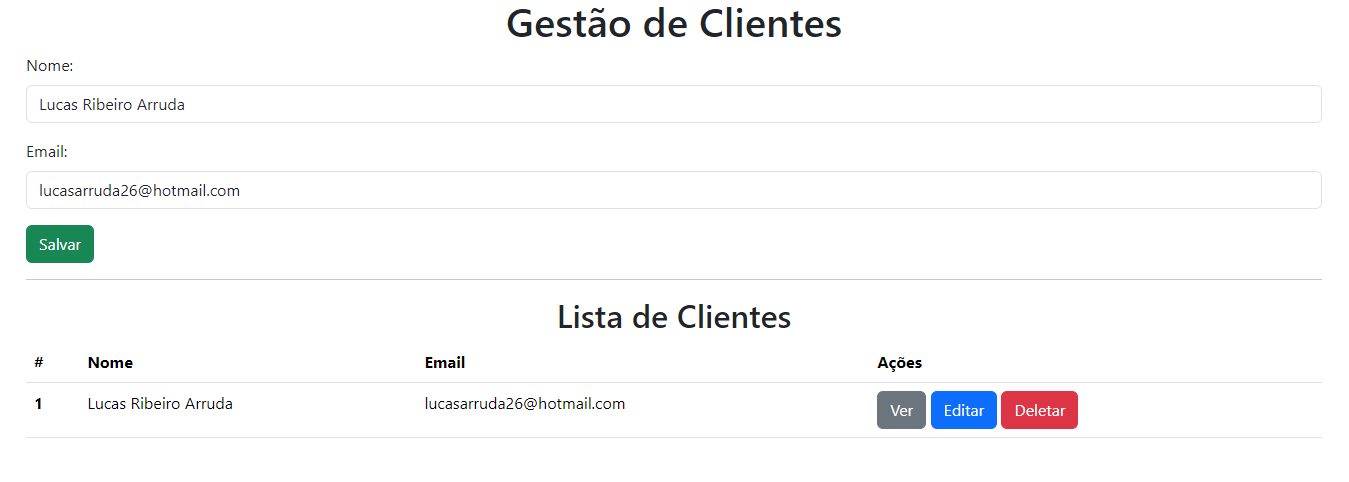 Gestão de Clientes
Nome:
Lucas Ribeiro Arruda
Email:
lucasarruda26@hotmail.com
Salvar
Lista de Clientes
# Nome Email Ações
1 Lucas Ribeiro Arruda lucasarruda26@hotmail.com Ver Editar Deletar